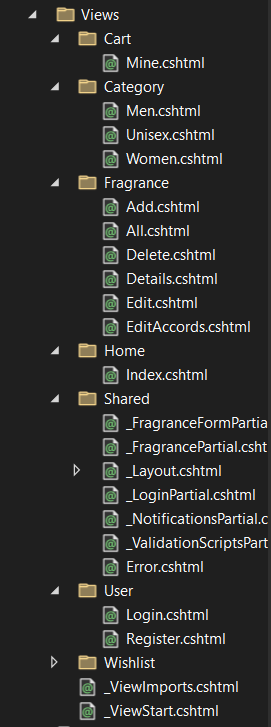 Views
Cart
Mine.cshtml
Category
Men.cshtml
Unisex.cshtml
Women.cshtml
Fragrance
Add.cshtml
All.cshtml
Delete.cshtml
Details.cshtml
Edit.cshtml
EditAccords.cshtml
Home
Index.cshtml
Shared
_FragranceFormPartia
_FragrancePartial.csht
_Layout.cshtml
_LoginPartial.cshtml
_NotificationsPartial.c
_ValidationScriptsPart
Error.cshtml
User
Login.cshtml
Register.cshtml
Wishlist
_ViewImports.cshtml
_ViewStart.cshtml